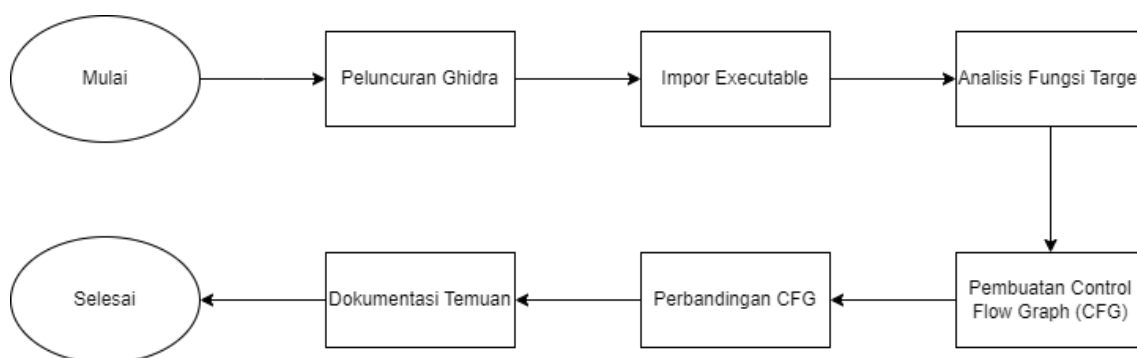 Mulai
Peluncuran Ghidra
Impor Executable
Analisis Fungsi Targe
Pembuatan Control
Flow Graph (CFG)
Perbandingan CFG
Dokumentasi Temuan
Selesai